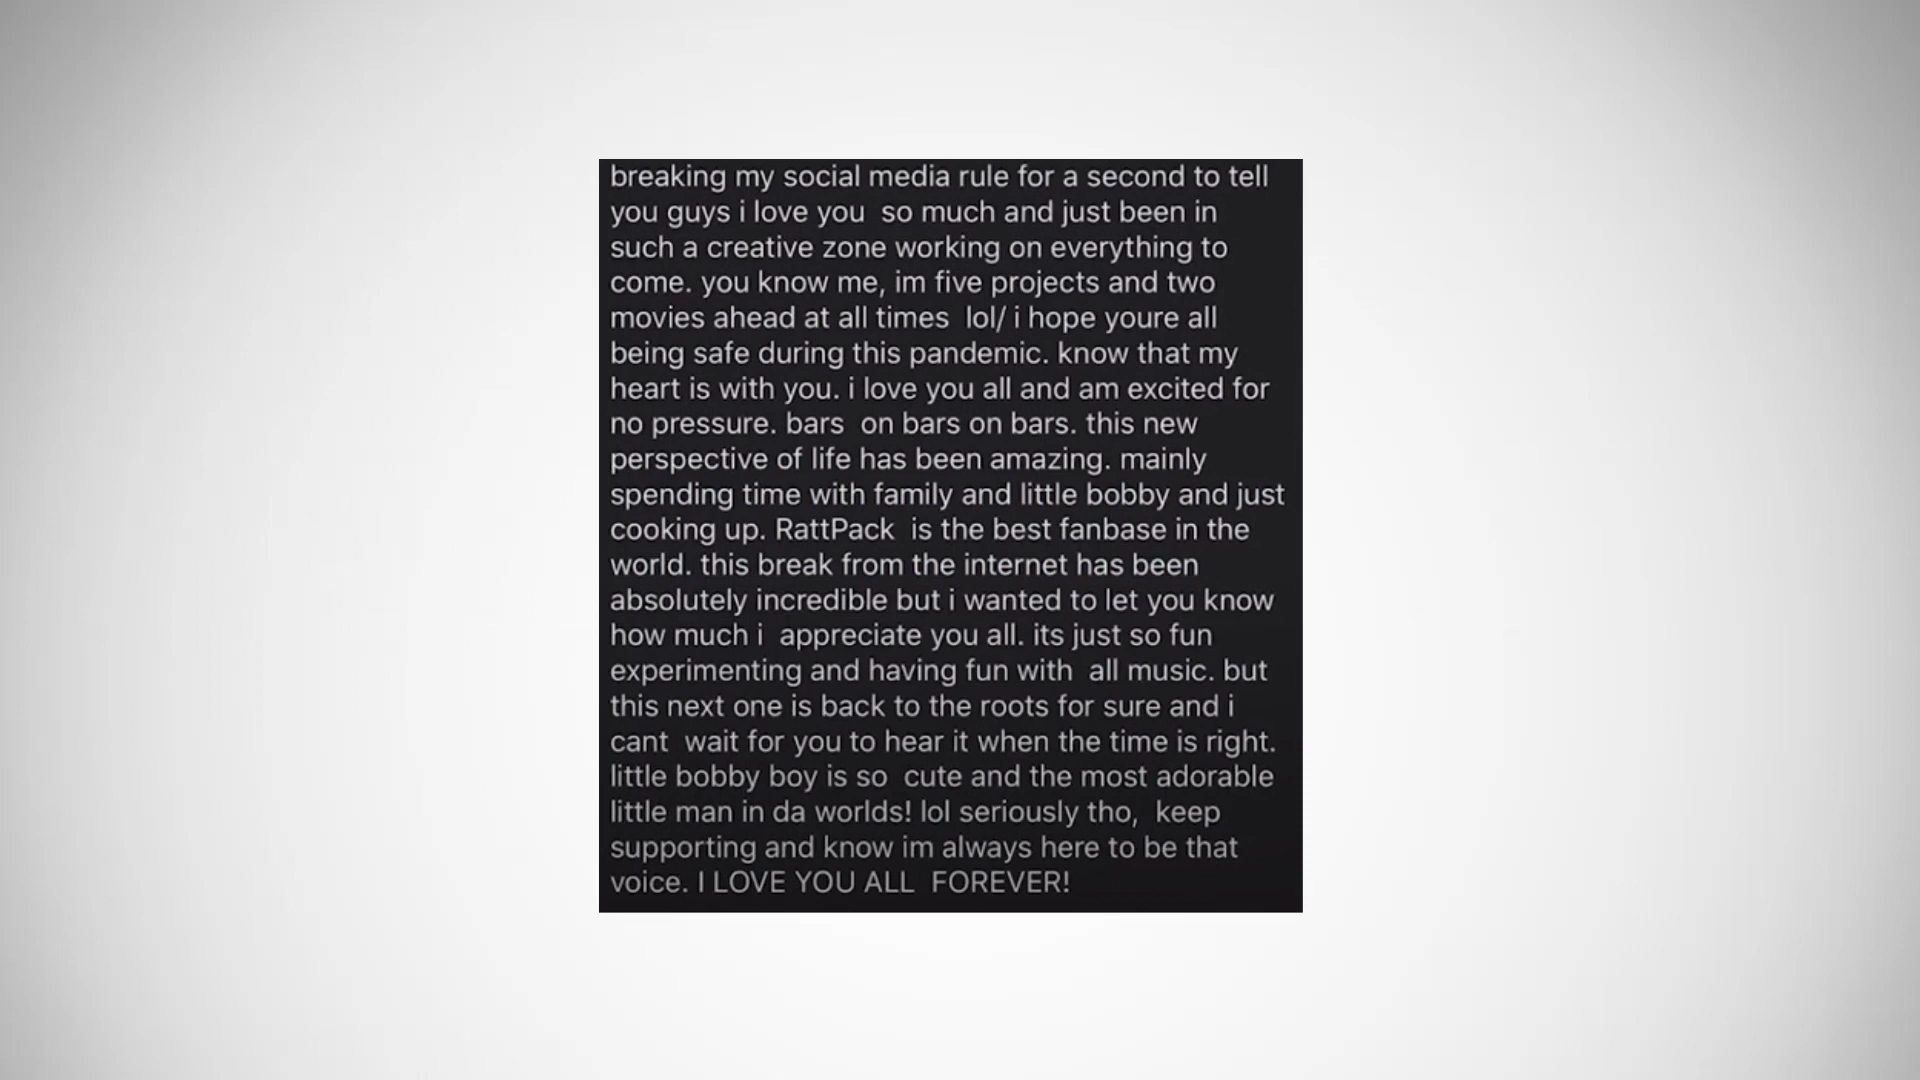 breaking my social media rule for a second to tell
you guys i love you  so much and just been in
such a creative zone working on everything to
come. you know me, im five projects and two
movies ahead at all times  lol/ i hope youre all
being safe during this pandemic. know that my
heart is with you. i love you all and am excited for
no pressure. bars  on bars on bars. this new
perspective of life has been amazing. mainly
spending time with family and little bobby and just
cooking up. RattPack  is the best fanbase in the
world. this break from the internet has been
absolutely incredible but i wanted to let you know
how much i  appreciate you all. its just so fun
experimenting and having fun with  all music. but
this next one is back to the roots for sure and i
cant  wait for you to hear it when the time is right.
little bobby boy is so  cute and the most adorable
little man in da worlds! lol seriously tho,  keep
supporting and know im always here to be that
voice. I LOVE YOU ALL  FOREVER!